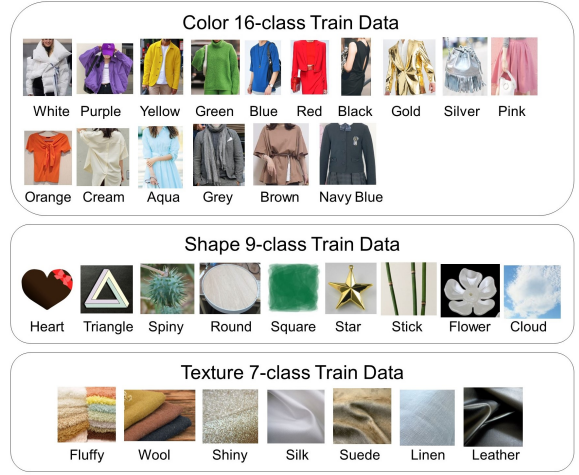 Color 16-class Train Data
White Purple Yellow Green Blue Red Black Gold Silver Pink
Orange Cream Aqua Grey Brown Navy Blue
Shape 9-class Train Data
Heart Triangle Spiny Round Square Star Stick Flower Cloud
Texture 7-class Train Data
Fluffy Wool Shiny Silk Suede Linen Leather